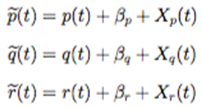 p̃(t) = p(t) + β_p + X_p(t)
q̃(t) = q(t) + β_q + X_q(t)
r̃(t) = r(t) + β_r + X_r(t)